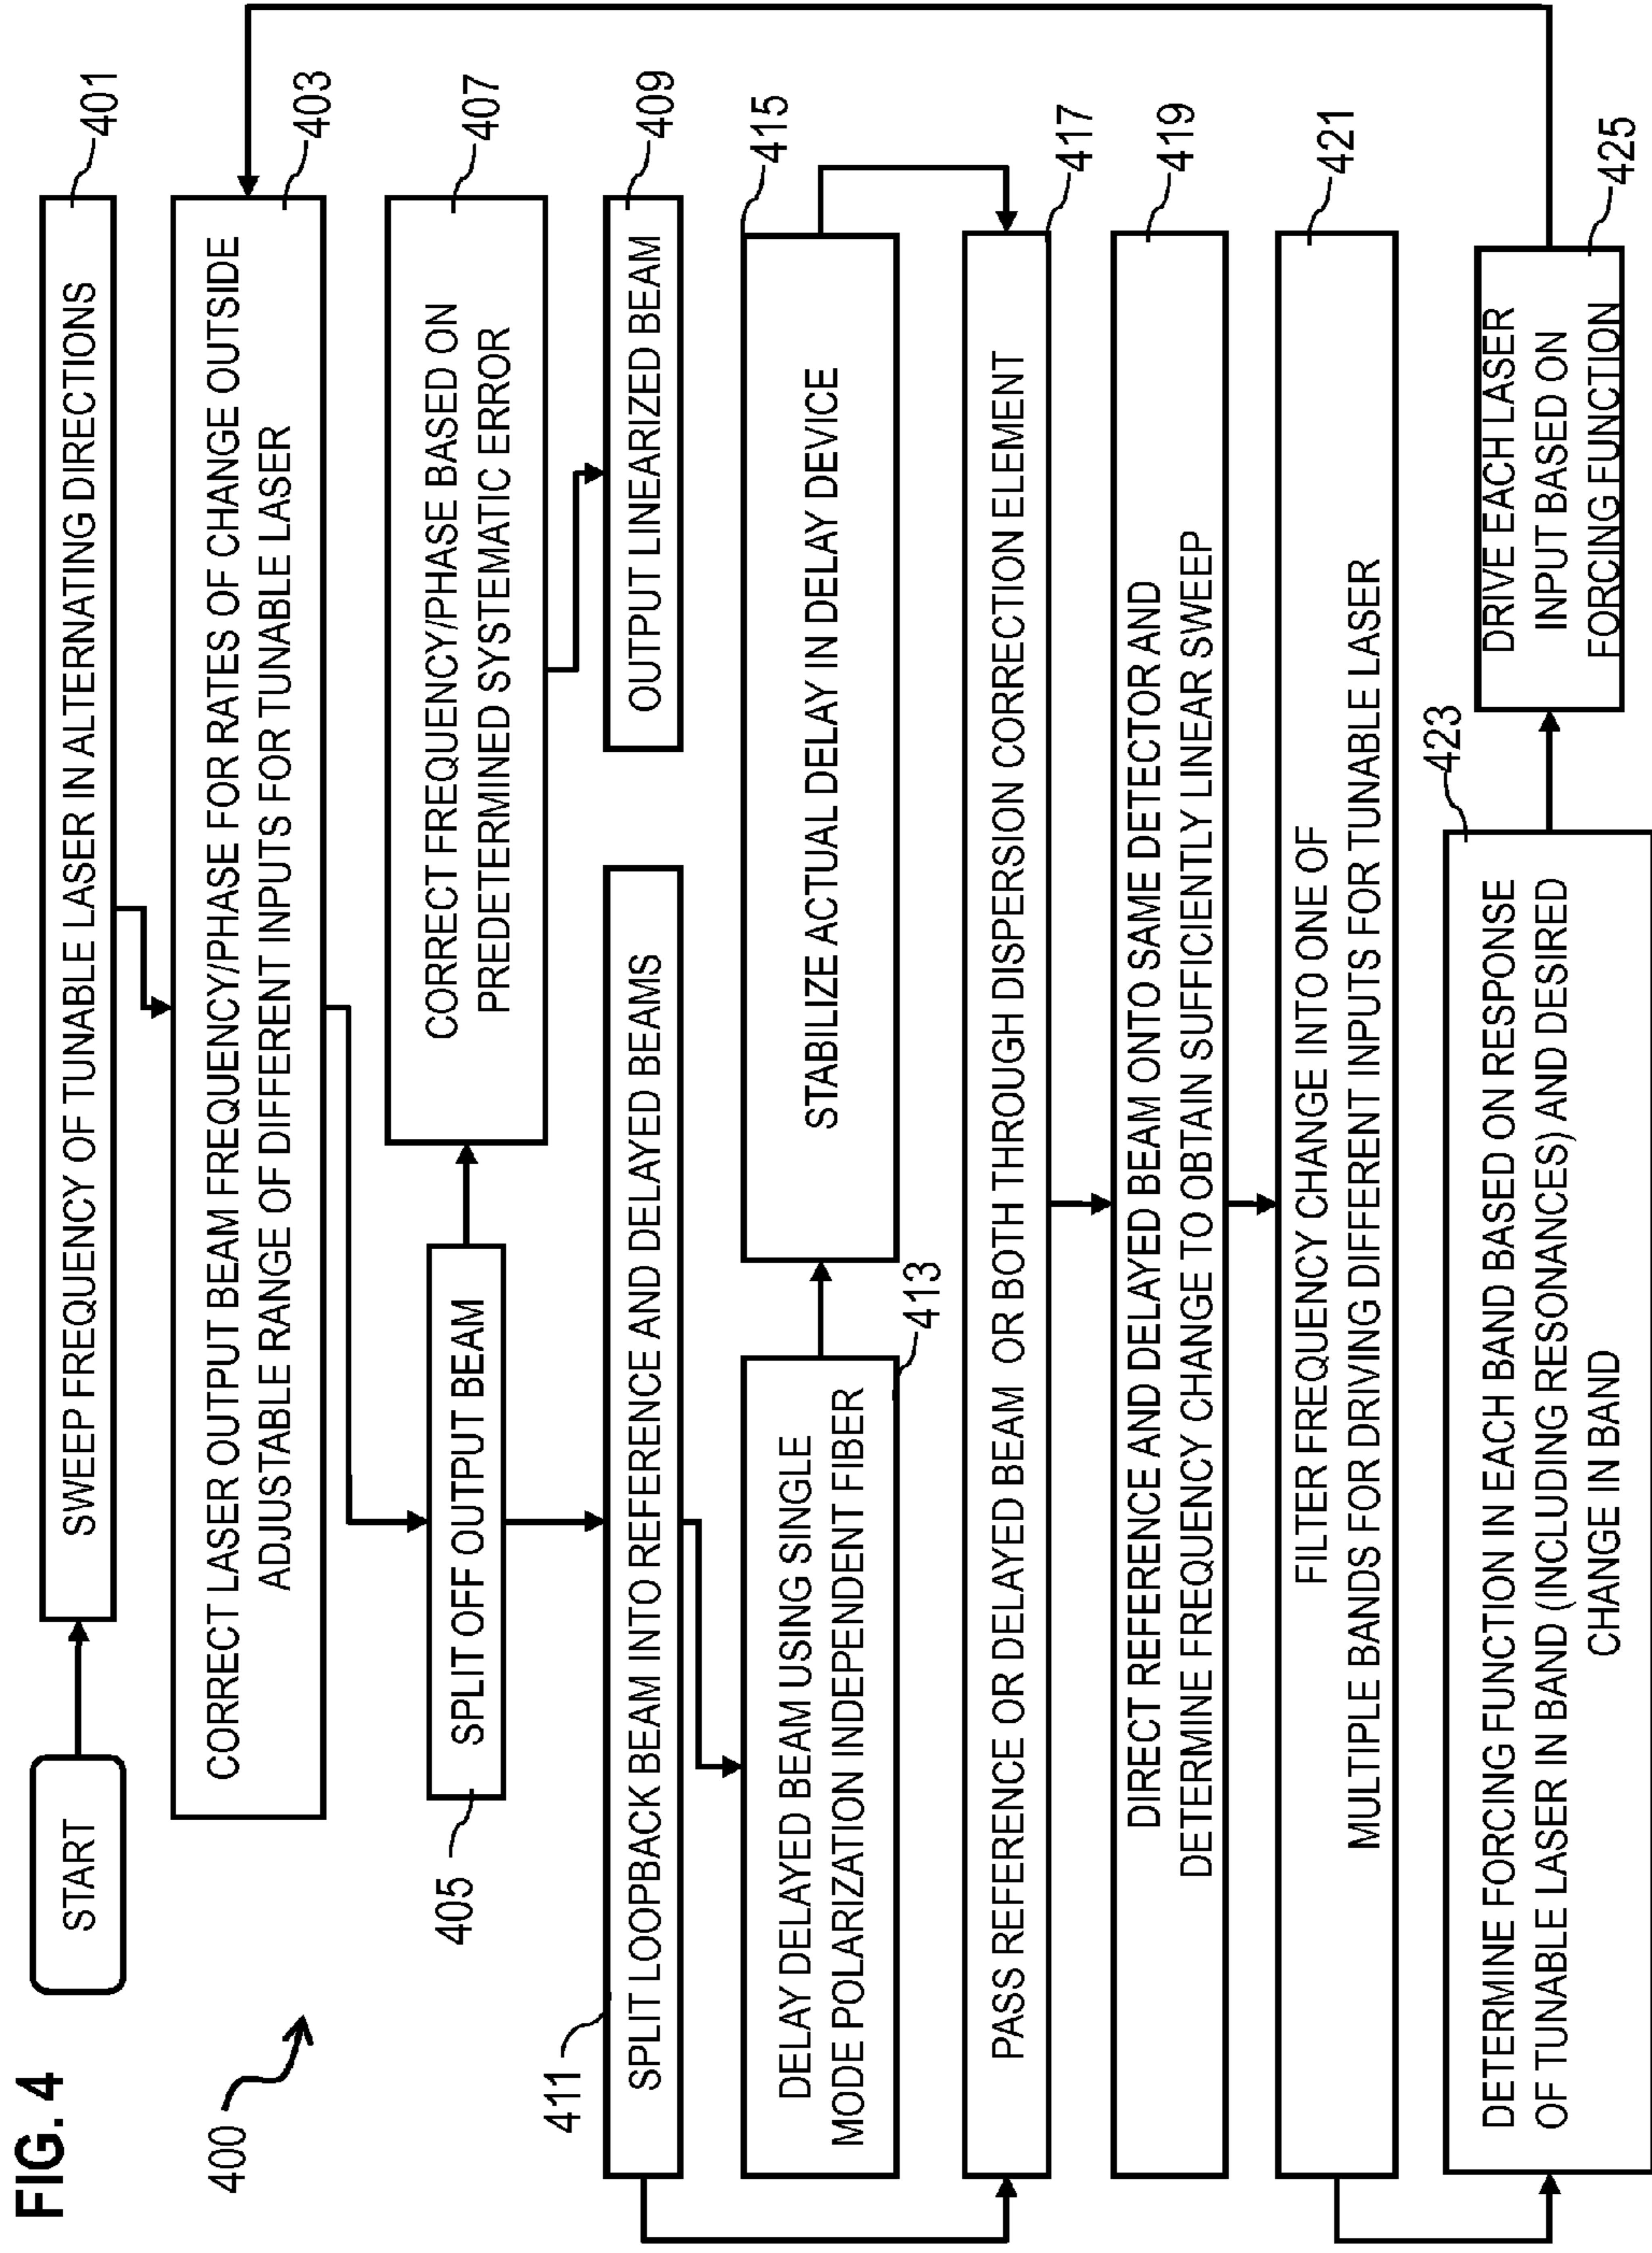 FIG. 4
400
START
SWEEP FREQUENCY OF TUNABLE LASER IN ALTERNATING DIRECTIONS
401
CORRECT LASER OUTPUT BEAM FREQUENCY/PHASE FOR RATES OF CHANGE OUTSIDE
ADJUSTABLE RANGE OF DIFFERENT INPUTS FOR TUNABLE LASER
403
405
SPLIT OFF OUTPUT BEAM
CORRECT FREQUENCY/PHASE BASED ON
PREDETERMINED SYSTEMATIC ERROR
407
411
SPLIT LOOPBACK BEAM INTO REFERENCE AND DELAYED BEAMS
OUTPUT LINEARIZED BEAM
409
DELAY DELAYED BEAM USING SINGLE
MODE POLARIZATION INDEPENDENT FIBER
413
STABILIZE ACTUAL DELAY IN DELAY DEVICE
415
PASS REFERENCE OR DELAYED BEAM OR BOTH THROUGH DISPERSION CORRECTION ELEMENT
417
DIRECT REFERENCE AND DELAYED BEAM ONTO SAME DETECTOR AND
DETERMINE FREQUENCY CHANGE TO OBTAIN SUFFICIENTLY LINEAR SWEEP
419
FILTER FREQUENCY CHANGE INTO ONE OF
MULTIPLE BANDS FOR DRIVING DIFFERENT INPUTS FOR TUNABLE LASER
421
DETERMINE FORCING FUNCTION IN EACH BAND BASED ON RESPONSE
OF TUNABLE LASER IN BAND (INCLUDING RESONANCES) AND DESIRED
CHANGE IN BAND
423
DRIVE EACH LASER
INPUT BASED ON
FORCING FUNCTION
425